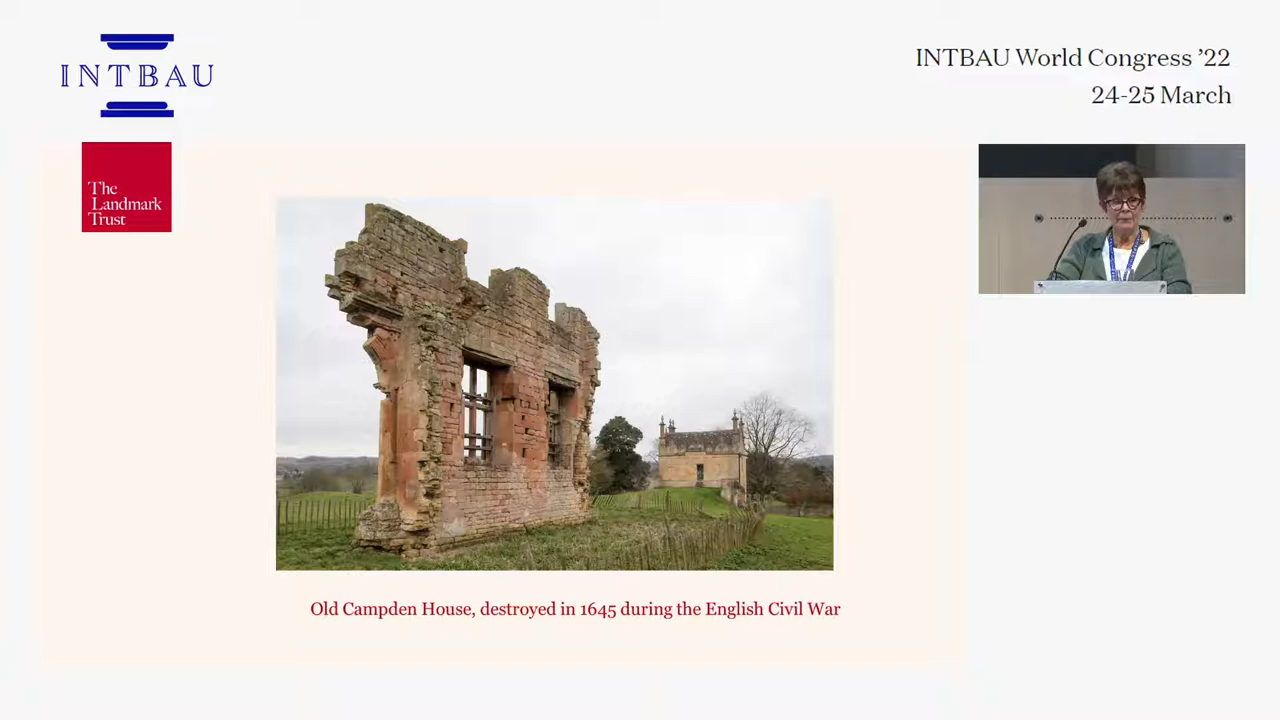 INTBAU
INTBAU World Congress ’22
24-25 March
The
Landmark
Trust
Old Campden House, destroyed in 1645 during the English Civil War